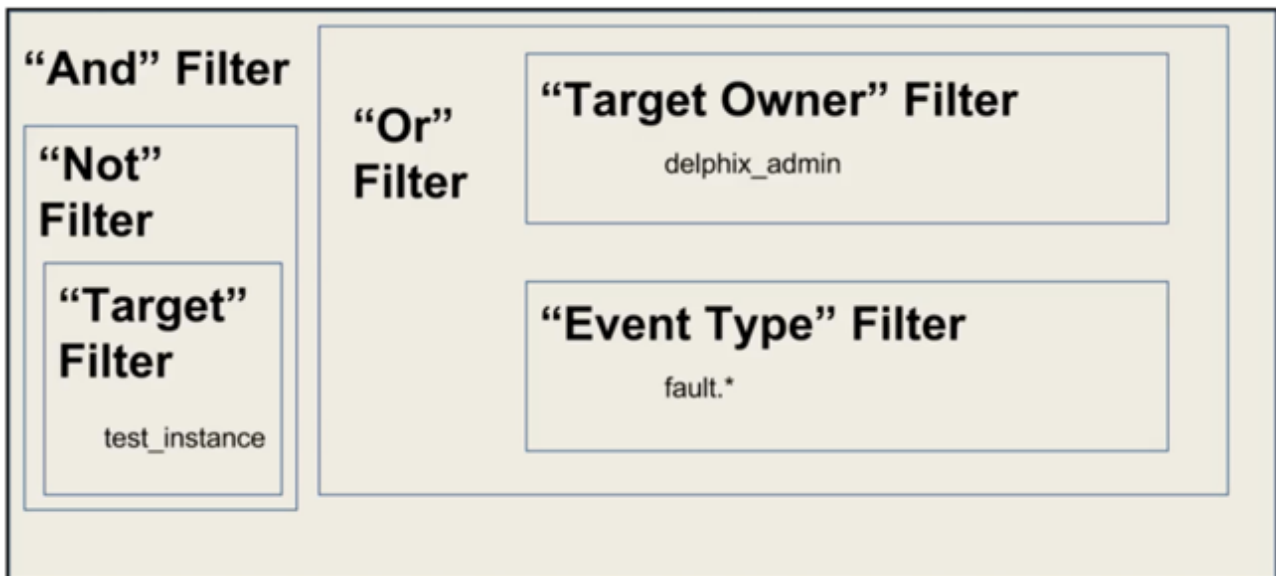 “And” Filter
“Not”
Filter
“Target”
Filter
test_instance
“Or”
Filter
“Target Owner” Filter
delphix_admin
“Event Type” Filter
fault.*